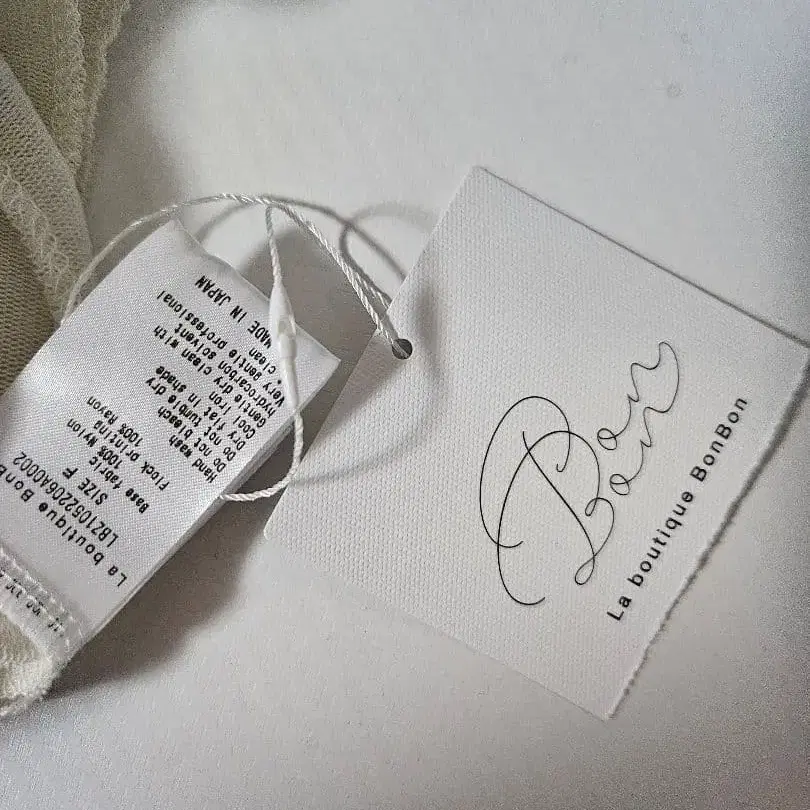 La boutique BonB
LBZ1052206A0002
SIZE F
Base fabric
100% Nylon
Flock printing
100% Rayon
Hand wash
Do not bleach
Do not tumble dry
Dry flat in shade
Cool iron
Gentle dry clean with
hydrocarbon solvent
Very gentle professional
clean
MADE IN JAPAN
Bon
Bon
La boutique BonBon